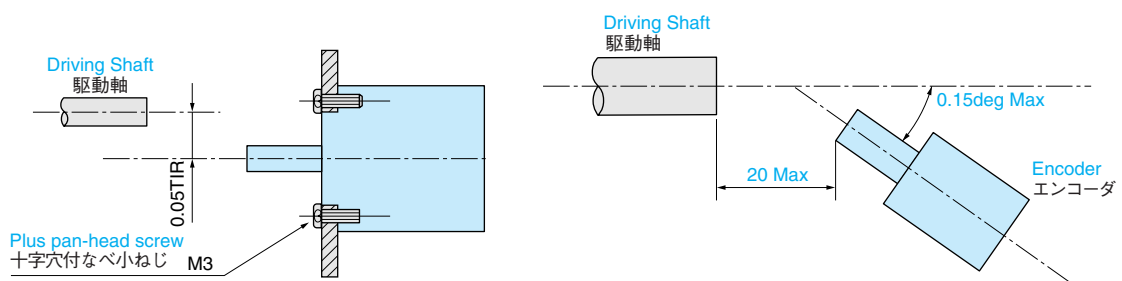 Driving Shaft
駆動軸
0.05TIR
Plus pan-head screw
十字穴付なべ小ねじ M3
Driving Shaft
駆動軸
0.15deg Max
20 Max
Encoder
エンコーダ